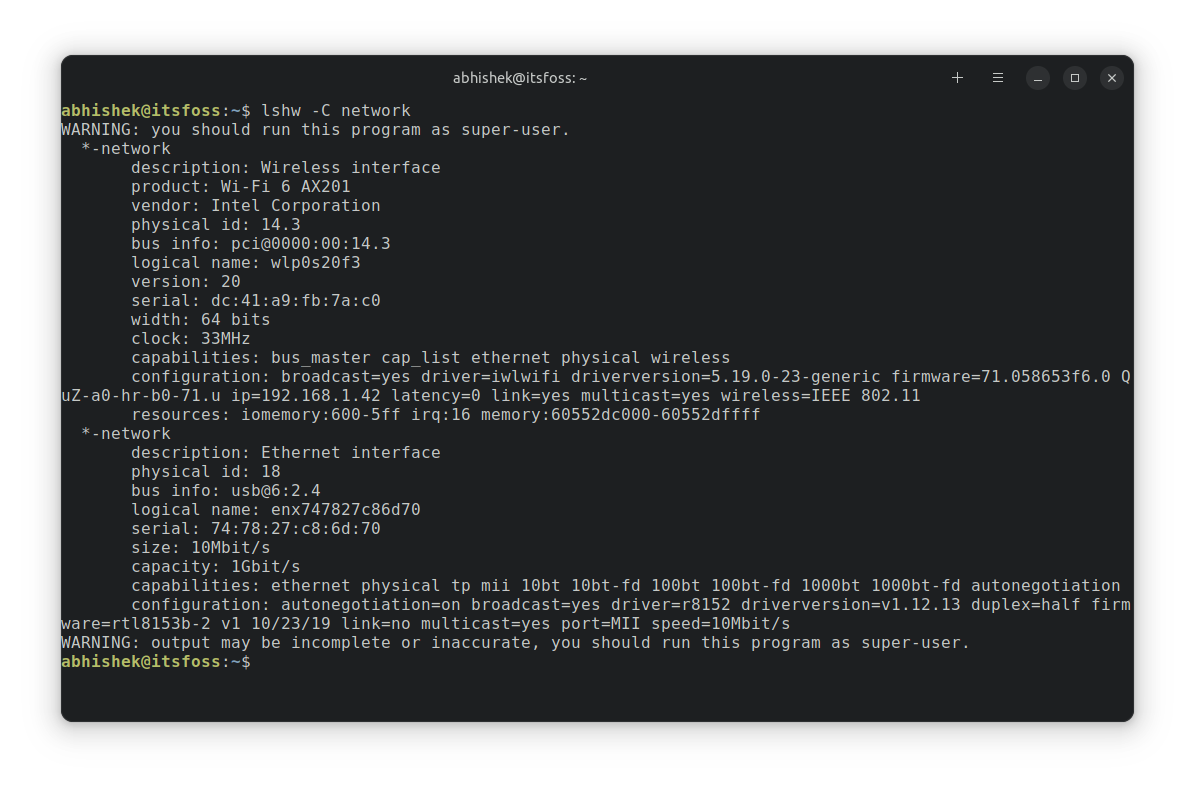 abhishek@itsfoss: ~
abhishek@itsfoss:~$ lshw -C network
WARNING: you should run this program as super-user.
  *-network
       description: Wireless interface
       product: Wi-Fi 6 AX201
       vendor: Intel Corporation
       physical id: 14.3
       bus info: pci@0000:00:14.3
       logical name: wlp0s20f3
       version: 20
       serial: dc:41:a9:fb:7a:c0
       width: 64 bits
       clock: 33MHz
       capabilities: bus_master cap_list ethernet physical wireless
       configuration: broadcast=yes driver=iwlwifi driverversion=5.19.0-23-generic firmware=71.058653f6.0 Q
uZ-a0-hr-b0-71.u ip=192.168.1.42 latency=0 link=yes multicast=yes wireless=IEEE 802.11
       resources: iomemory:600-5ff irq:16 memory:60552dc000-60552dffff
  *-network
       description: Ethernet interface
       physical id: 18
       bus info: usb@6:2.4
       logical name: enx747827c86d70
       serial: 74:78:27:c8:6d:70
       size: 10Mbit/s
       capacity: 1Gbit/s
       capabilities: ethernet physical tp mii 10bt 10bt-fd 100bt 100bt-fd 1000bt 1000bt-fd autonegotiation
       configuration: autonegotiation=on broadcast=yes driver=r8152 driverversion=v1.12.13 duplex=half firm
ware=rtl8153b-2 v1 10/23/19 link=no multicast=yes port=MII speed=10Mbit/s
WARNING: output may be incomplete or inaccurate, you should run this program as super-user.
abhishek@itsfoss:~$